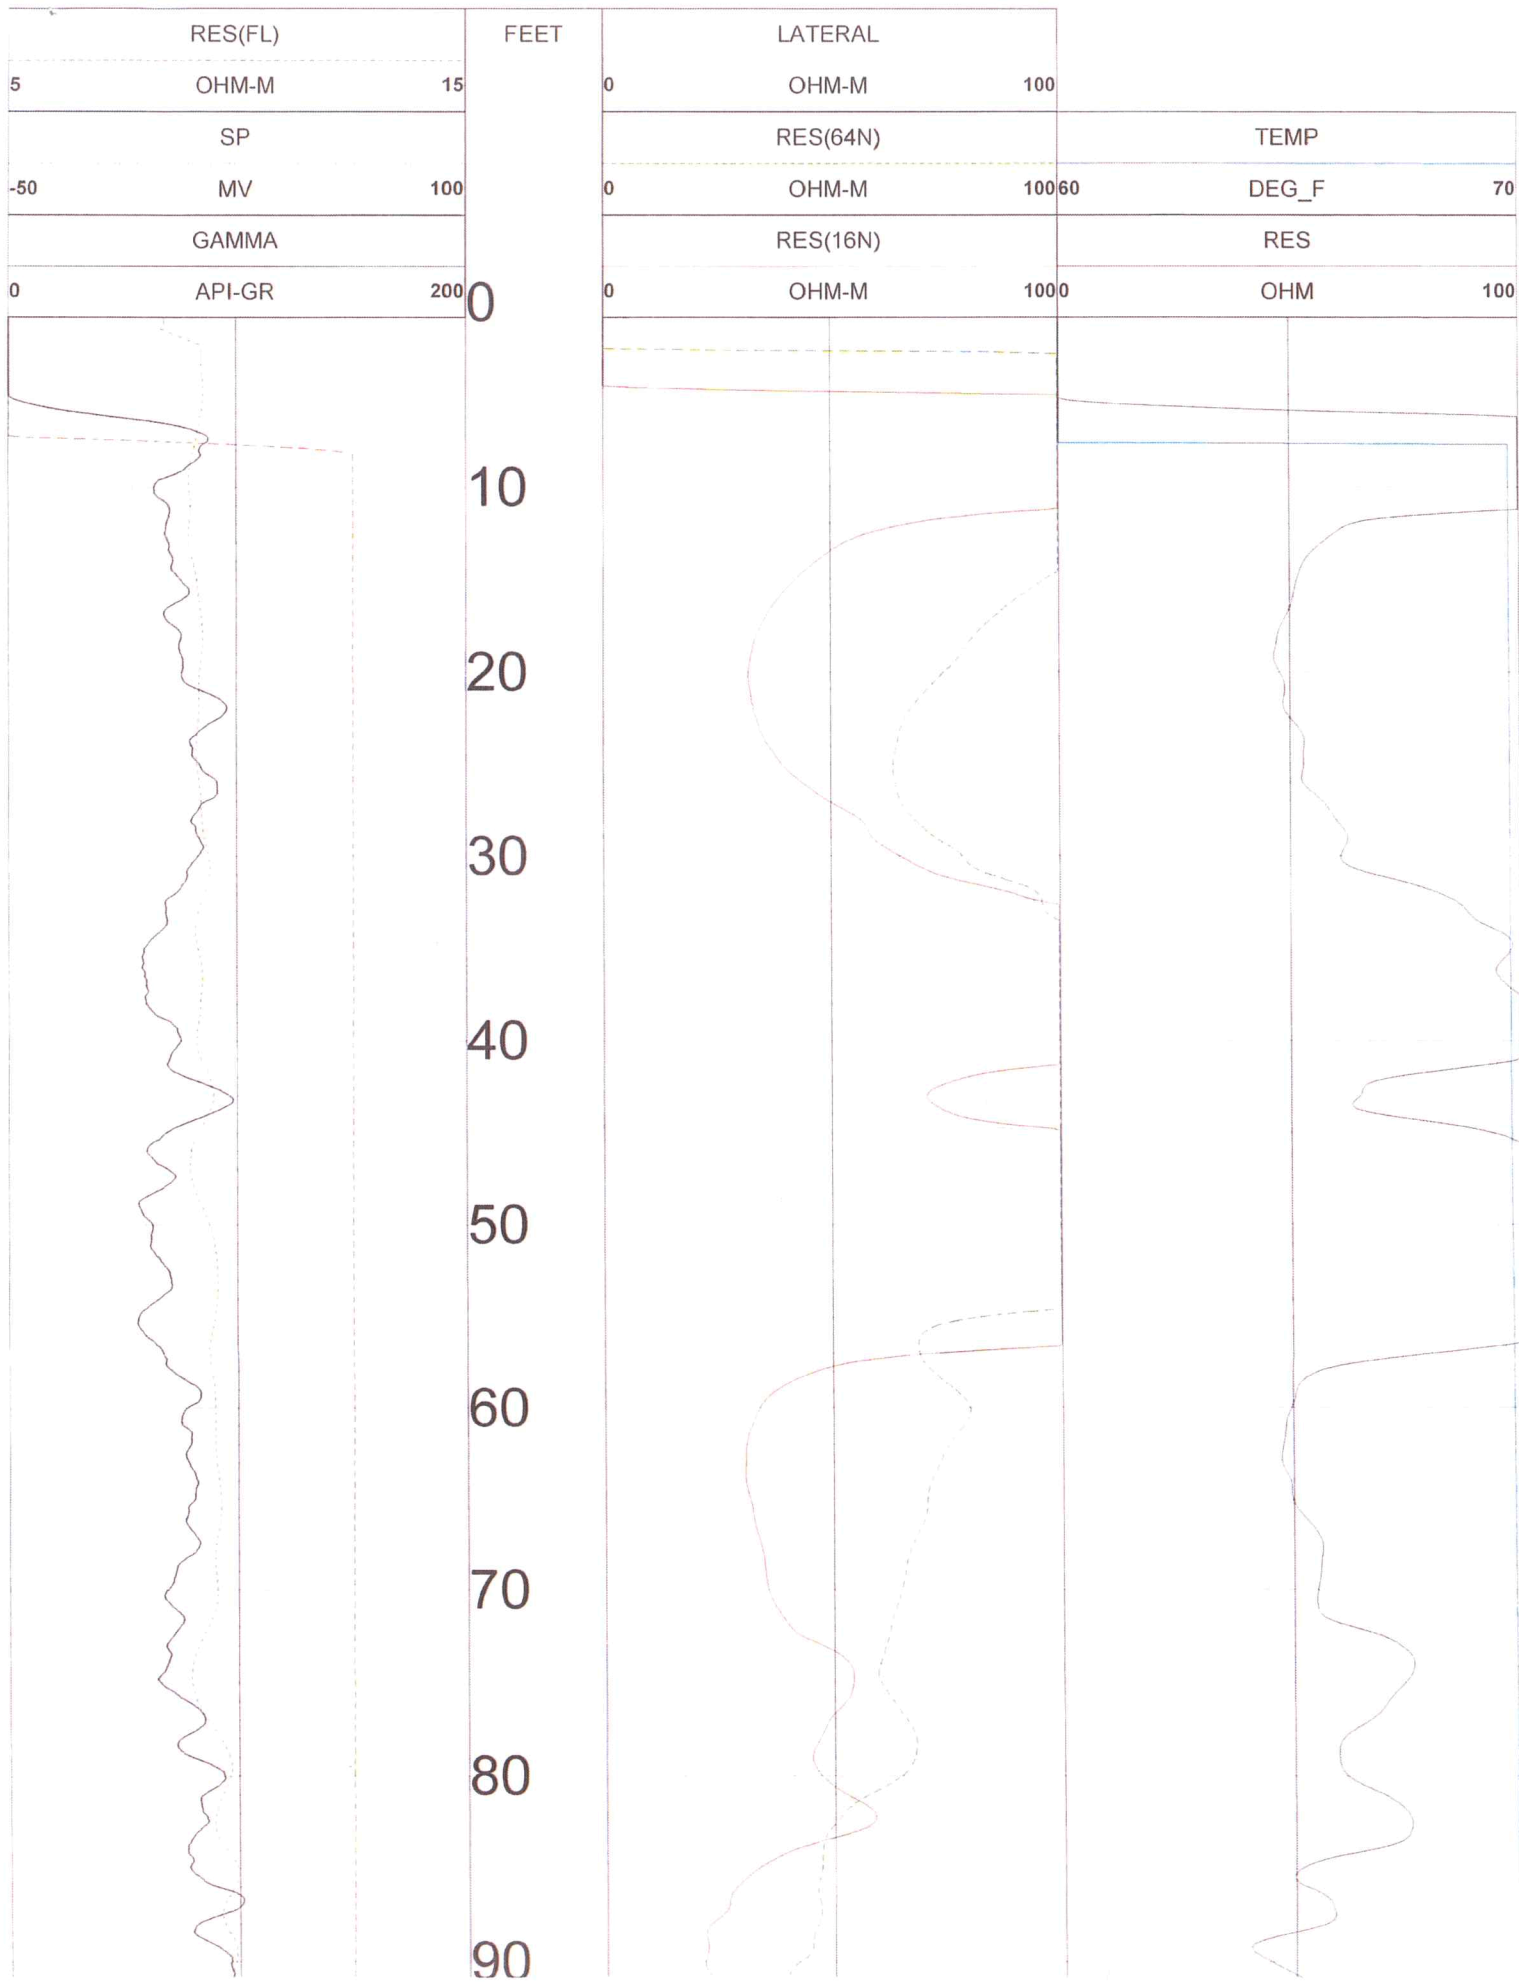 RES(FL) FEET LATERAL
5 OHM-M 15 0 OHM-M 100
SP RES(64N) TEMP
-50 MV 100 0 OHM-M 100 60 DEG_F 70
GAMMA RES(16N) RES
0 API-GR 200 0 OHM-M 100 0 OHM 100
0
10
20
30
40
50
60
70
80
90